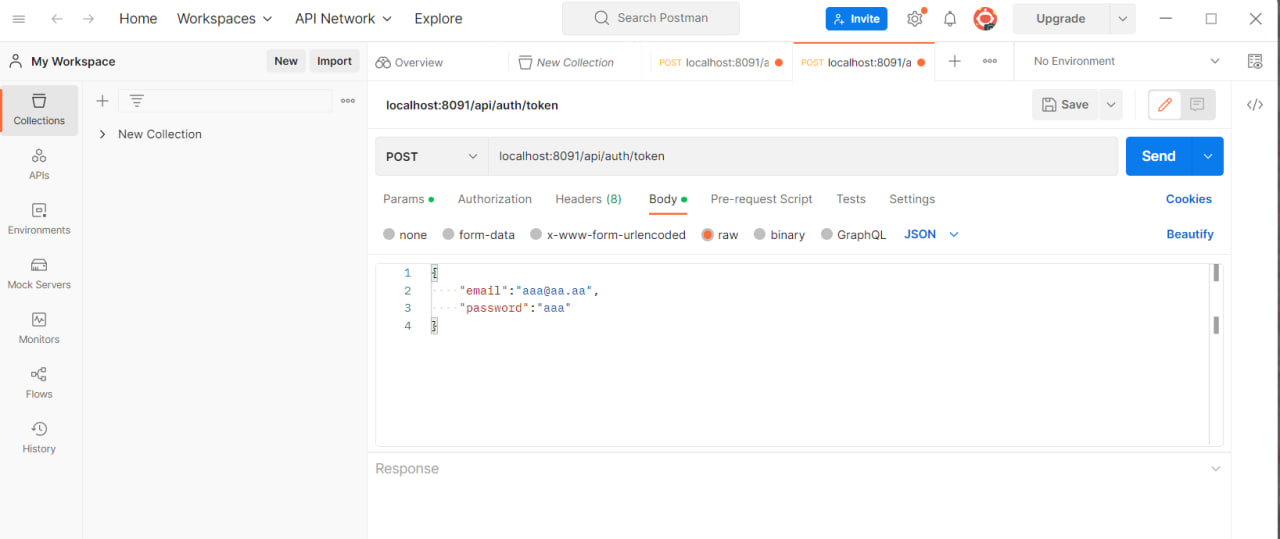 Home Workspaces API Network Explore Search Postman Invite Upgrade
My Workspace New Import Overview New Collection POST localhost:8091/a POST localhost:8091/a No Environment
Collections
New Collection
APIs
Environments
Mock Servers
Monitors
Flows
History
localhost:8091/api/auth/token Save
POST localhost:8091/api/auth/token Send
Params Authorization Headers (8) Body Pre-request Script Tests Settings Cookies
none form-data x-www-form-urlencoded raw binary GraphQL JSON Beautify
1 {
2 "email":"aaa@aa.aa",
3 "password":"aaa"
4 }
Response